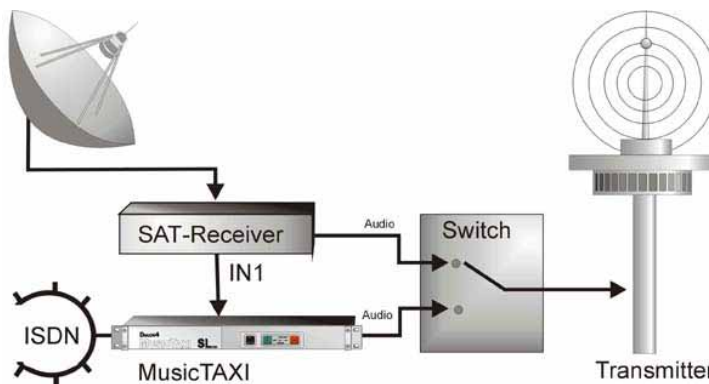 Audio
SAT-Receiver
Switch
IN1
Audio
ISDN
SL
MusicTAXI
Transmitter